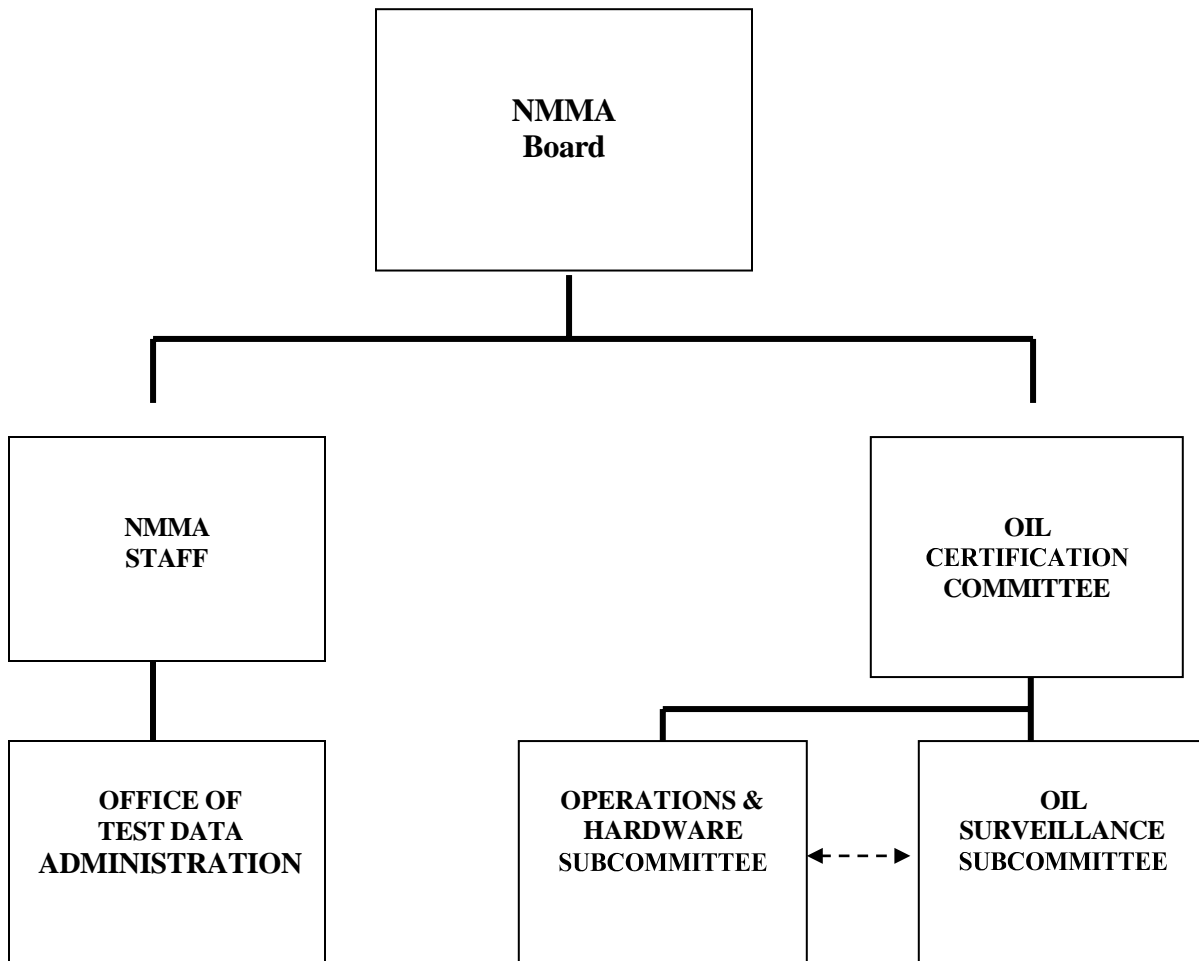 NMMA
Board
NMMA
STAFF
OIL
CERTIFICATION
COMMITTEE
OFFICE OF
TEST DATA
ADMINISTRATION
OPERATIONS &
HARDWARE
SUBCOMMITTEE
OIL
SURVEILLANCE
SUBCOMMITTEE